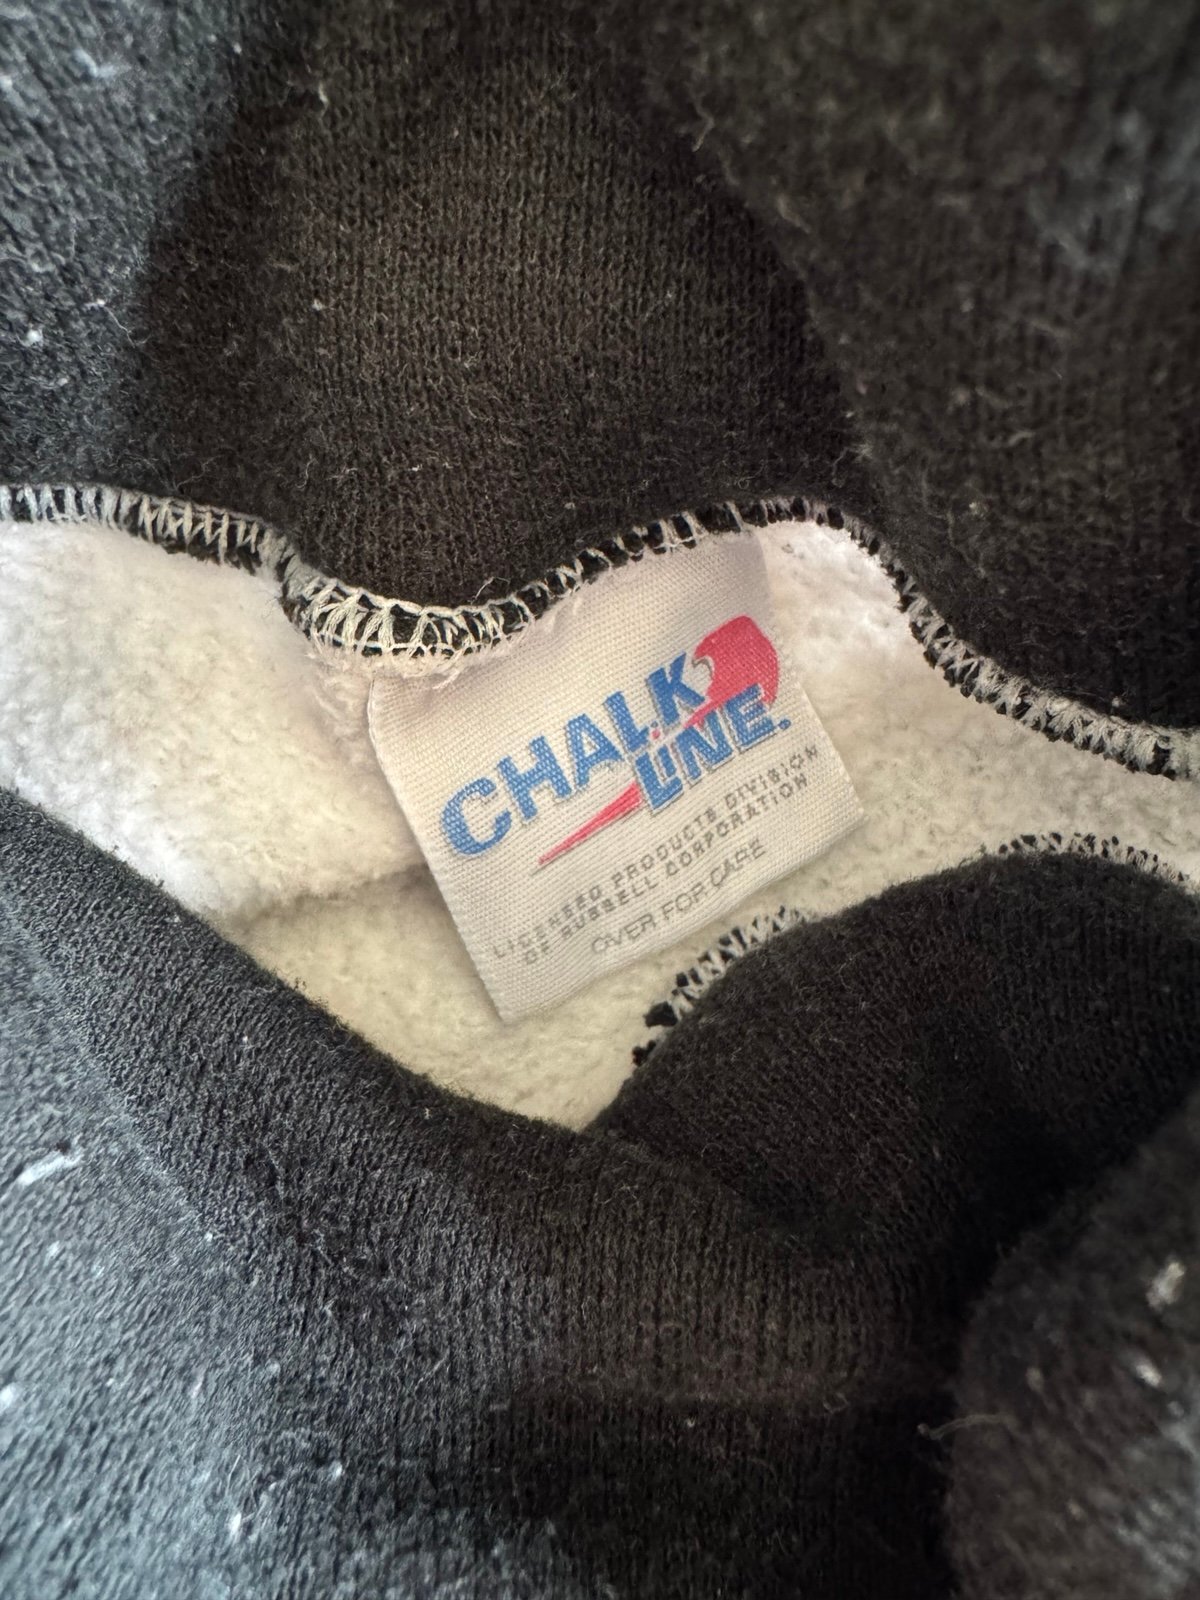 CHALK
LINE.
LICENSED PRODUCTS DIVISION
OF RUSSELL CORPORATION
OVER FOR CARE